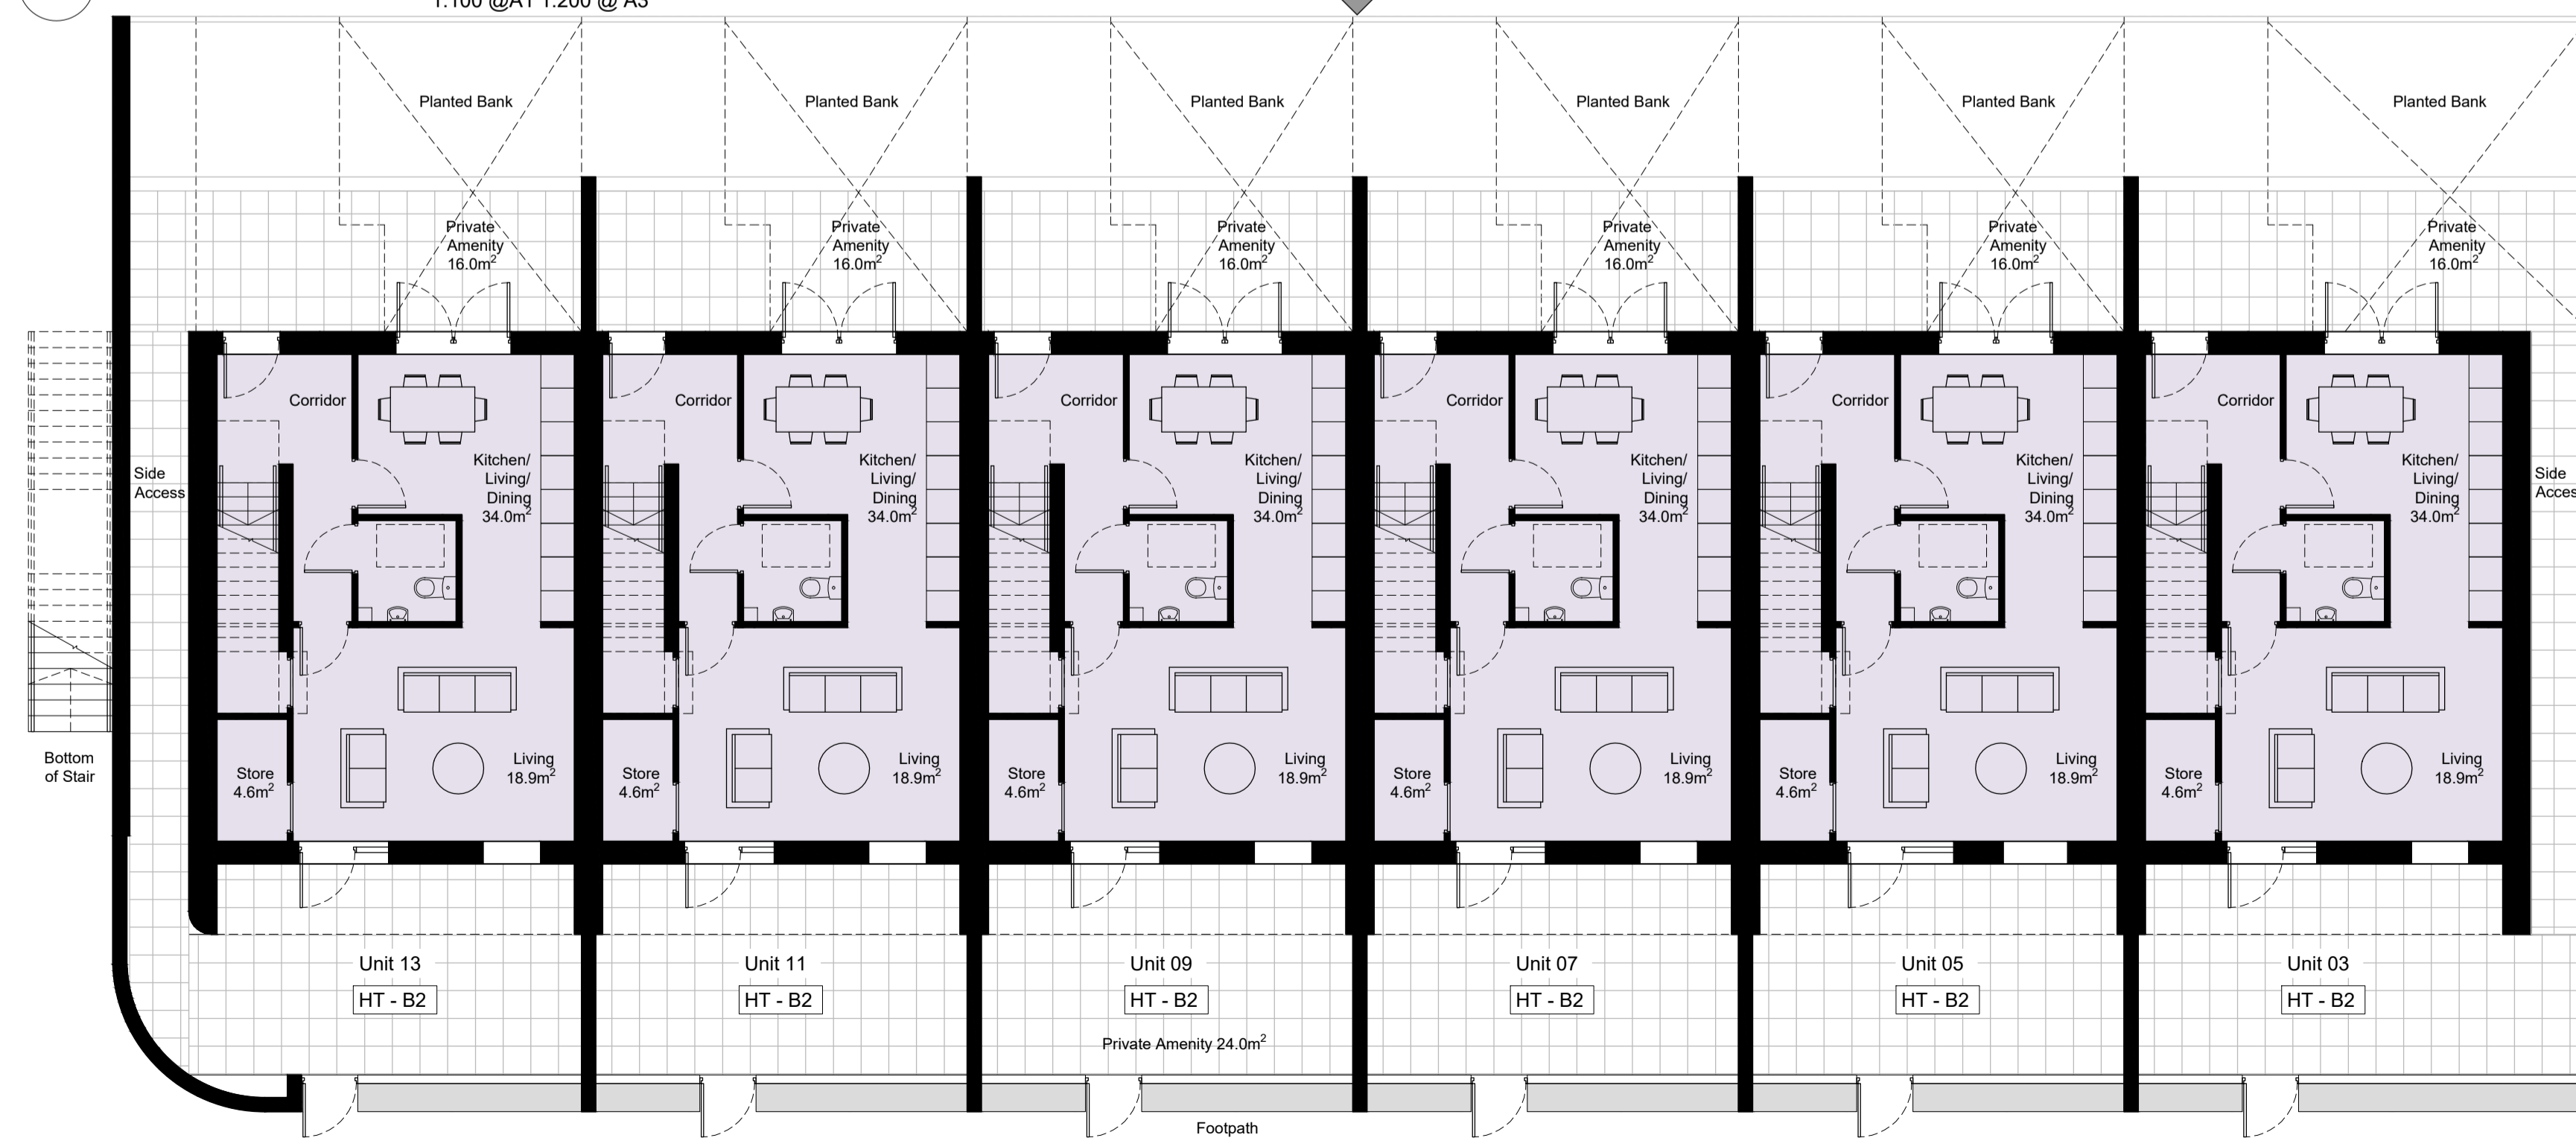 1:100 @A1 1:200 @ A3
Planted Bank
Planted Bank
Planted Bank
Planted Bank
Planted Bank
Planted Bank
Private
Amenity
16.0m²
Private
Amenity
16.0m²
Private
Amenity
16.0m²
Private
Amenity
16.0m²
Private
Amenity
16.0m²
Private
Amenity
16.0m²
Corridor
Corridor
Corridor
Corridor
Corridor
Corridor
Side
Access
Kitchen/
Living/
Dining
34.0m²
Kitchen/
Living/
Dining
34.0m²
Kitchen/
Living/
Dining
34.0m²
Kitchen/
Living/
Dining
34.0m²
Kitchen/
Living/
Dining
34.0m²
Kitchen/
Living/
Dining
34.0m²
Side
Acces
Bottom
of Stair
Store
4.6m²
Living
18.9m²
Store
4.6m²
Living
18.9m²
Store
4.6m²
Living
18.9m²
Store
4.6m²
Living
18.9m²
Store
4.6m²
Living
18.9m²
Store
4.6m²
Living
18.9m²
Unit 13
HT - B2
Unit 11
HT - B2
Unit 09
HT - B2
Unit 07
HT - B2
Unit 05
HT - B2
Unit 03
HT - B2
Private Amenity 24.0m²
Footpath